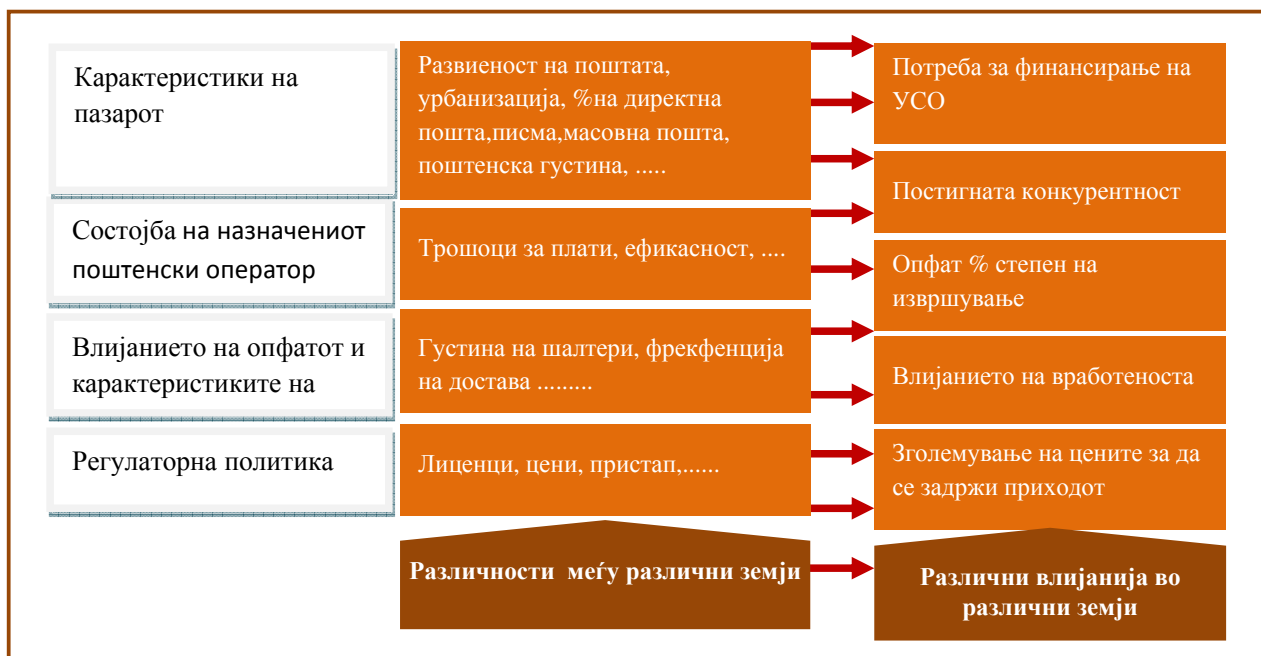 Карактеристики на
пазарот
Развиеност на поштата,
урбанизација, %на директна
пошта,писма,масовна пошта,
поштенска густина, .....
Потреба за финансирање на
УСО
Постигната конкурентност
Состојба на назначениот
поштенски оператор
Трошоци за плати, ефикасност, ....
Опфат % степен на
извршување
Влијанието на опфатот и
карактеристиките на
Густина на шалтери, фрекфенција
на достава .........
Влијанието на вработеноста
Регулаторна политика
Лиценци, цени, пристап,......
Зголемување на цените за да
се задржи приходот
Различности меѓу различни земји
Различни влијанија во
различни земји